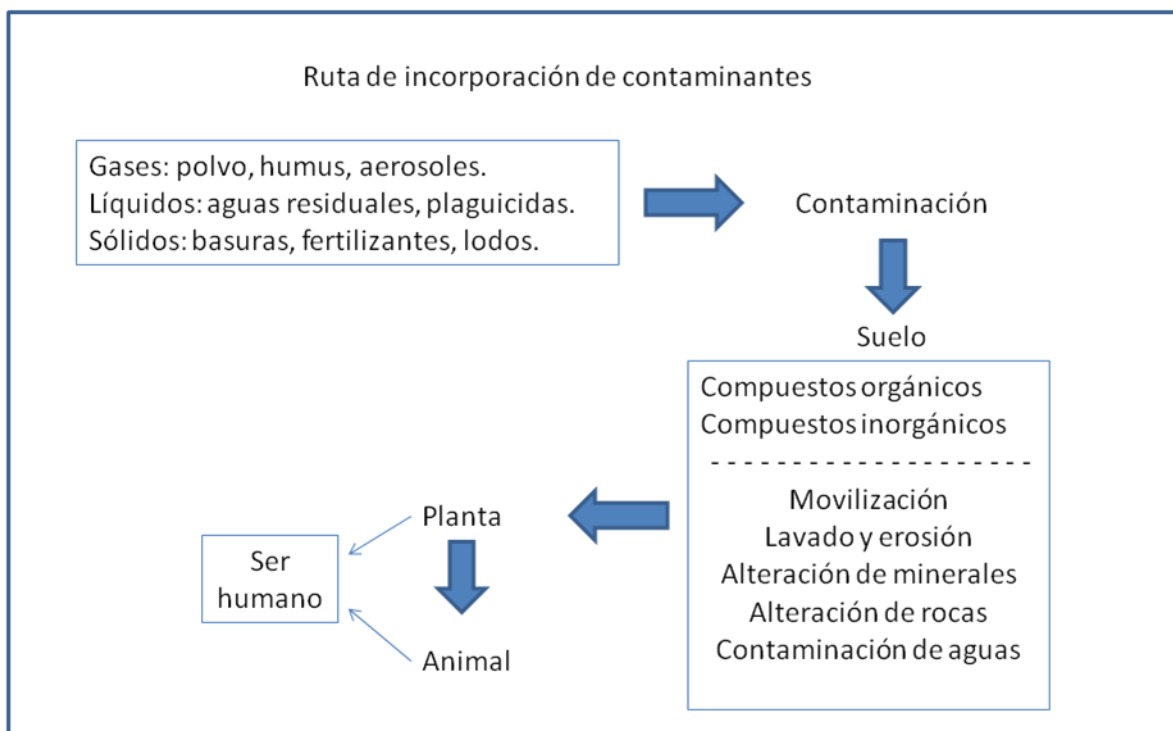 Ruta de incorporación de contaminantes
Gases: polvo, humus, aerosoles.
Líquidos: aguas residuales, plaguicidas.
Sólidos: basuras, fertilizantes, lodos.
Contaminación
Suelo
Compuestos orgánicos
Compuestos inorgánicos
- - - - - - - - - - - - - - - - - - - - -
Movilización
Lavado y erosión
Alteración de minerales
Alteración de rocas
Contaminación de aguas
Planta
Animal
Ser
humano